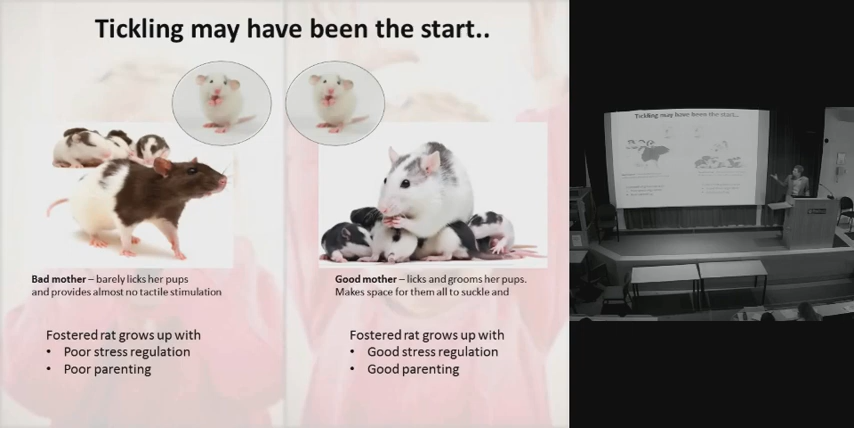 Tickling may have been the start..
Bad mother – barely licks her pups
and provides almost no tactile stimulation
Fostered rat grows up with
• Poor stress regulation
• Poor parenting
Good mother – licks and grooms her pups.
Makes space for them all to suckle and
Fostered rat grows up with
• Good stress regulation
• Good parenting
Tickling may have been the start..